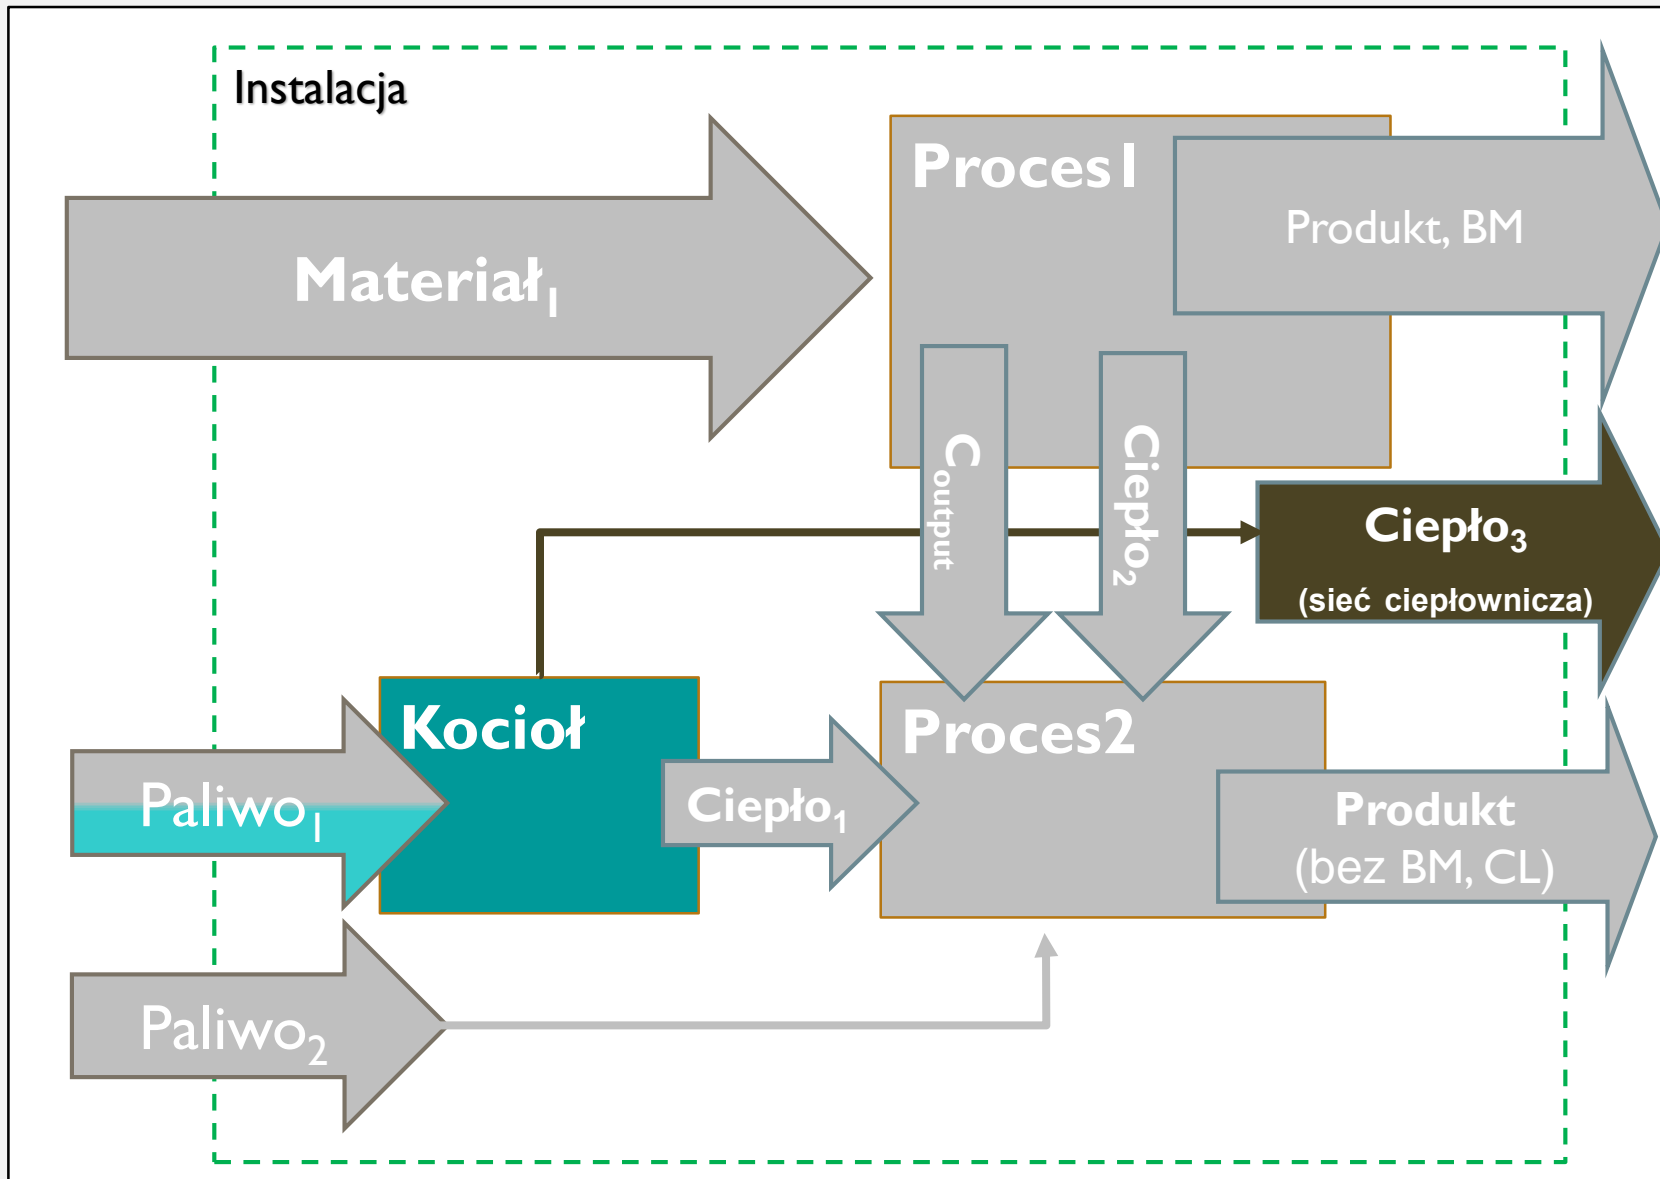 Instalacja
Proces1
Produkt, BM
Materiał1
Coutput
Ciepło2
Ciepło3
(sieć ciepłownicza)
Kocioł
Proces2
Paliwo1
Ciepło1
Produkt
(bez BM, CL)
Paliwo2